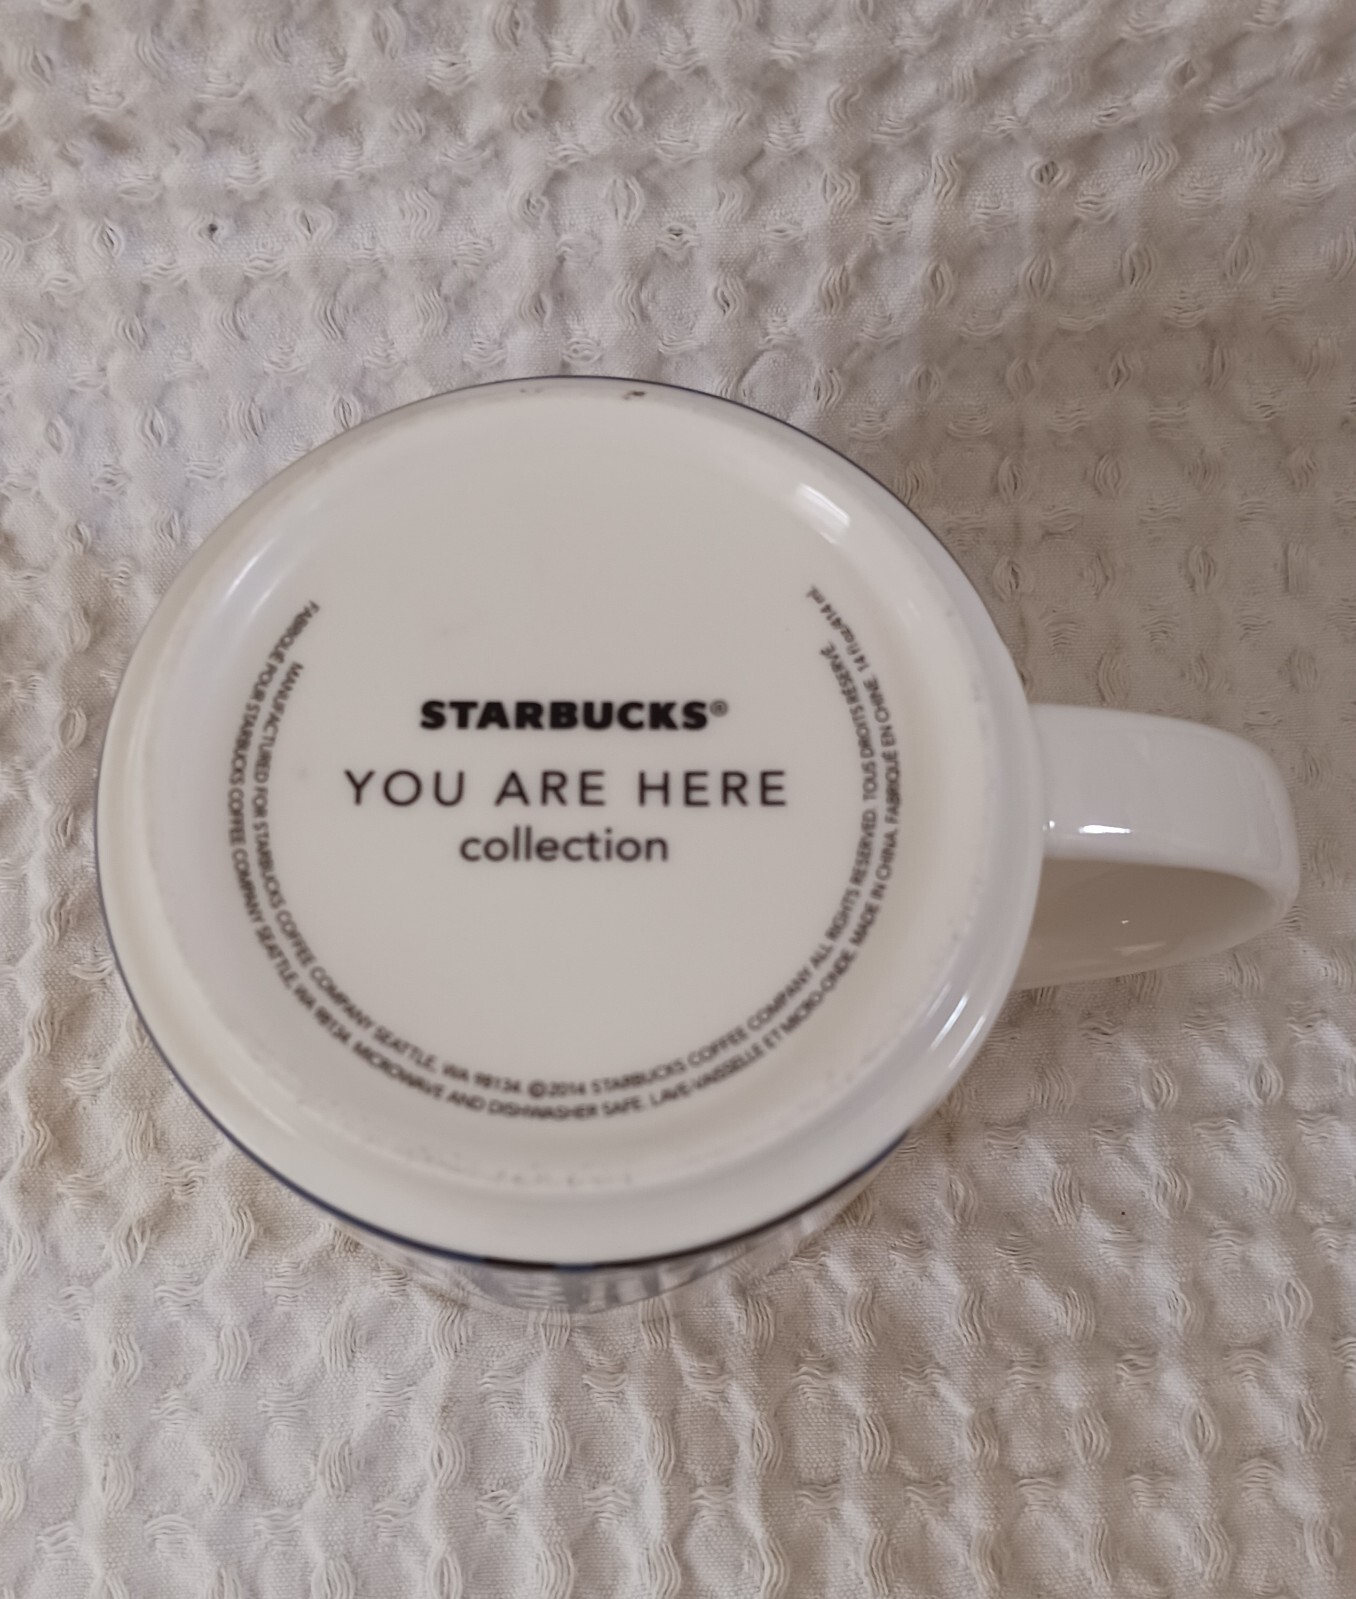 STARBUCKS®
YOU ARE HERE
collection
MANUFACTURED FOR STARBUCKS COFFEE COMPANY SEATTLE, WA 98134. ©2014 STARBUCKS COFFEE COMPANY ALL RIGHTS RESERVED. TOUS DROITS RÉSERVÉ.
FABRIQUÉ POUR STARBUCKS COFFEE COMPANY SEATTLE, WA 98134. MICROWAVE AND DISHWASHER SAFE. LAVE-VAISSELLE ET MICRO-ONDE. MADE IN CHINA. FABRIQUÉ EN CHINE. 14 fl oz/414 mL